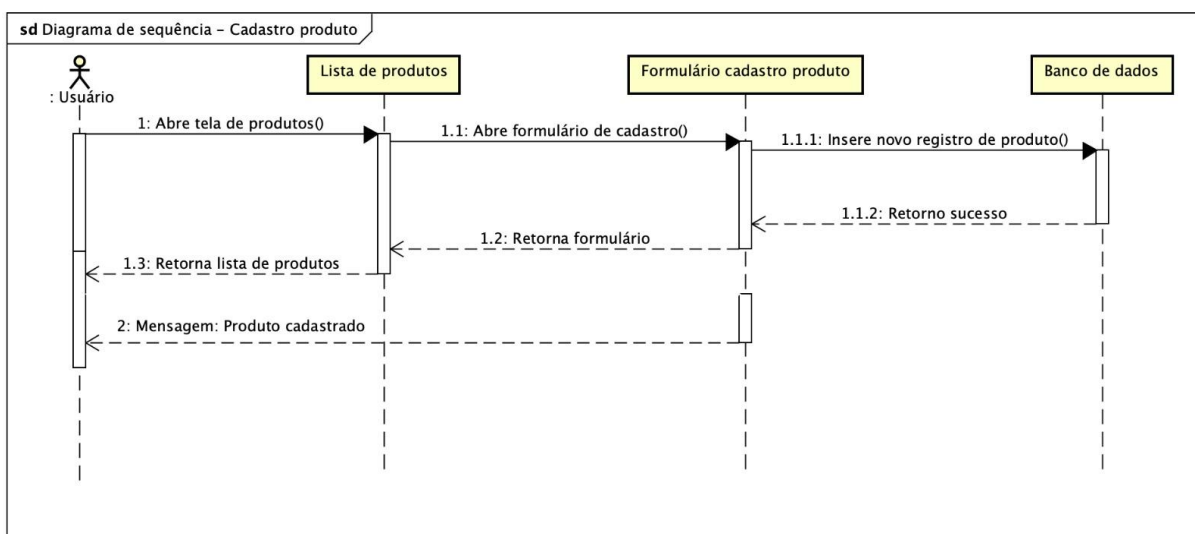 sd Diagrama de sequência – Cadastro produto
: Usuário
Lista de produtos
Formulário cadastro produto
Banco de dados
1: Abre tela de produtos()
1.1: Abre formulário de cadastro()
1.1.1: Insere novo registro de produto()
1.1.2: Retorno sucesso
1.2: Retorna formulário
1.3: Retorna lista de produtos
2: Mensagem: Produto cadastrado